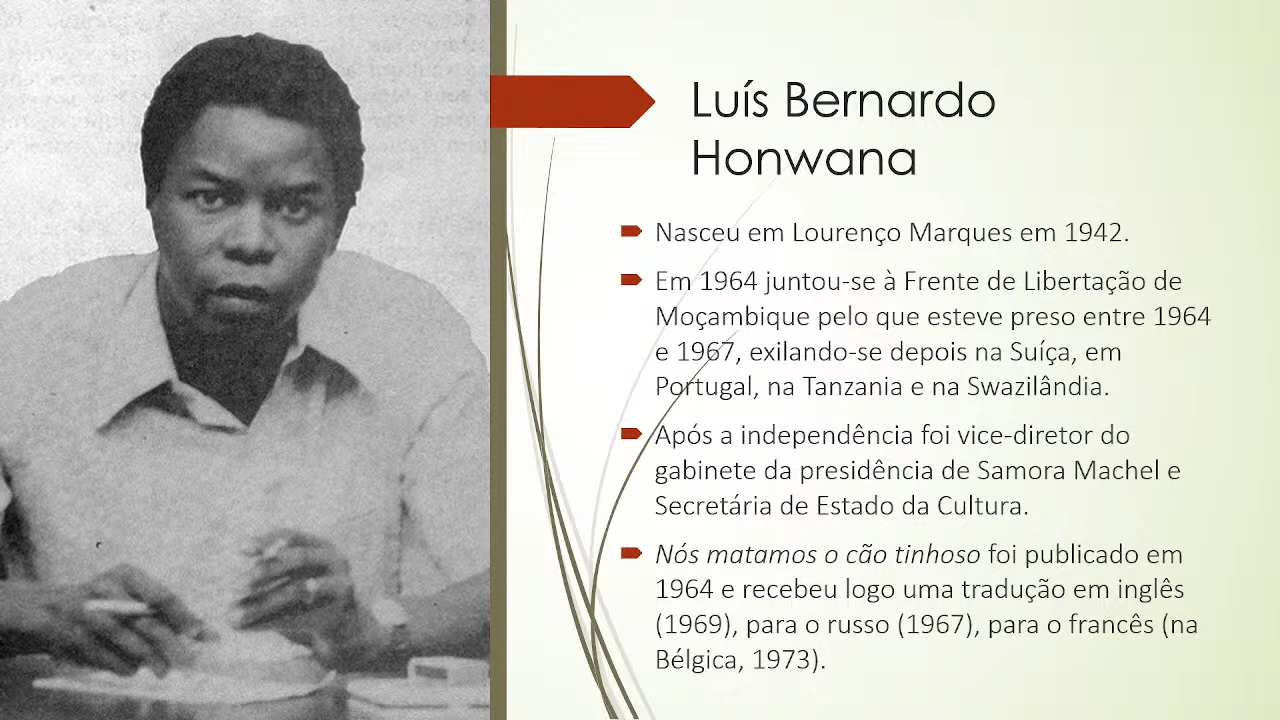 Luís Bernardo
Honwana
Nasceu em Lourenço Marques em 1942.
Em 1964 juntou-se à Frente de Libertação de
Moçambique pelo que esteve preso entre 1964
e 1967, exilando-se depois na Suíça, em
Portugal, na Tanzania e na Swazilândia.
Após a independência foi vice-diretor do
gabinete da presidência de Samora Machel e
Secretária de Estado da Cultura.
Nós matamos o cão tinhoso foi publicado em
1964 e recebeu logo uma tradução em inglês
(1969), para o russo (1967), para o francês (na
Bélgica, 1973).